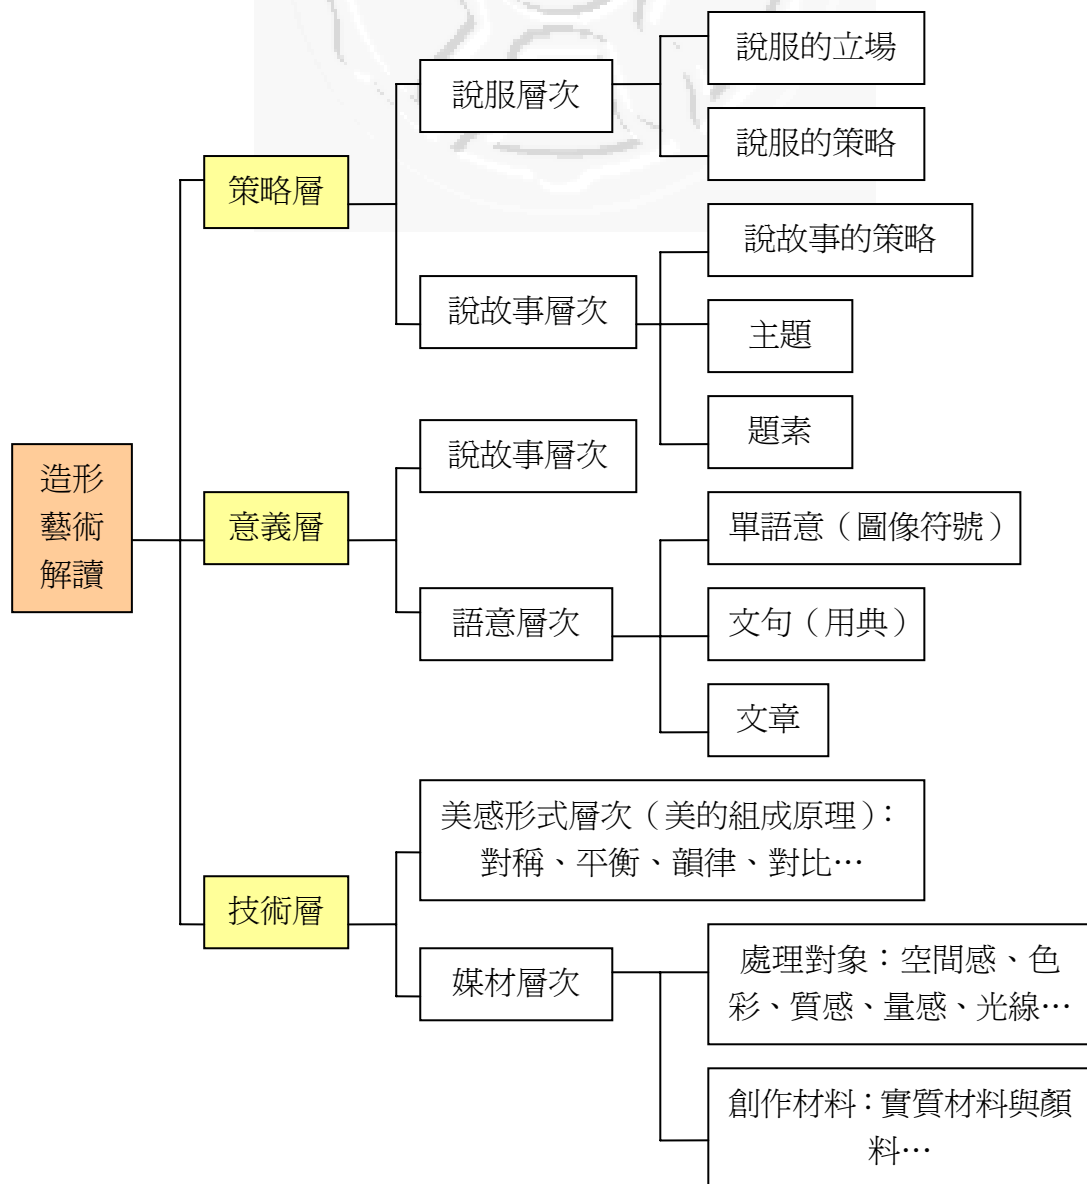 造形
藝術
解讀
策略層
說服層次
說服的立場
說服的策略
說故事層次
說故事的策略
主題
題素
意義層
說故事層次
語意層次
單語意（圖像符號）
文句（用典）
文章
技術層
美感形式層次（美的組成原理）：
對稱、平衡、韻律、對比…
媒材層次
處理對象：空間感、色
彩、質感、量感、光線…
創作材料：實質材料與顏
料…